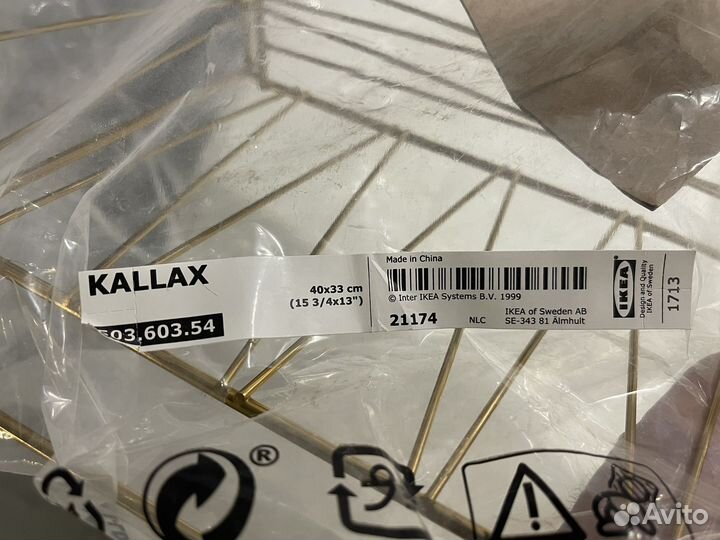 KALLAX
40x33 cm
(15 3/4x13")
603.54
Made in China
© Inter IKEA Systems B.V. 1999
21174
NLC
IKEA of Sweden AB
SE-343 81 Älmhult
IKEA
Design and Quality
IKEA of Sweden
1713
®
Avito